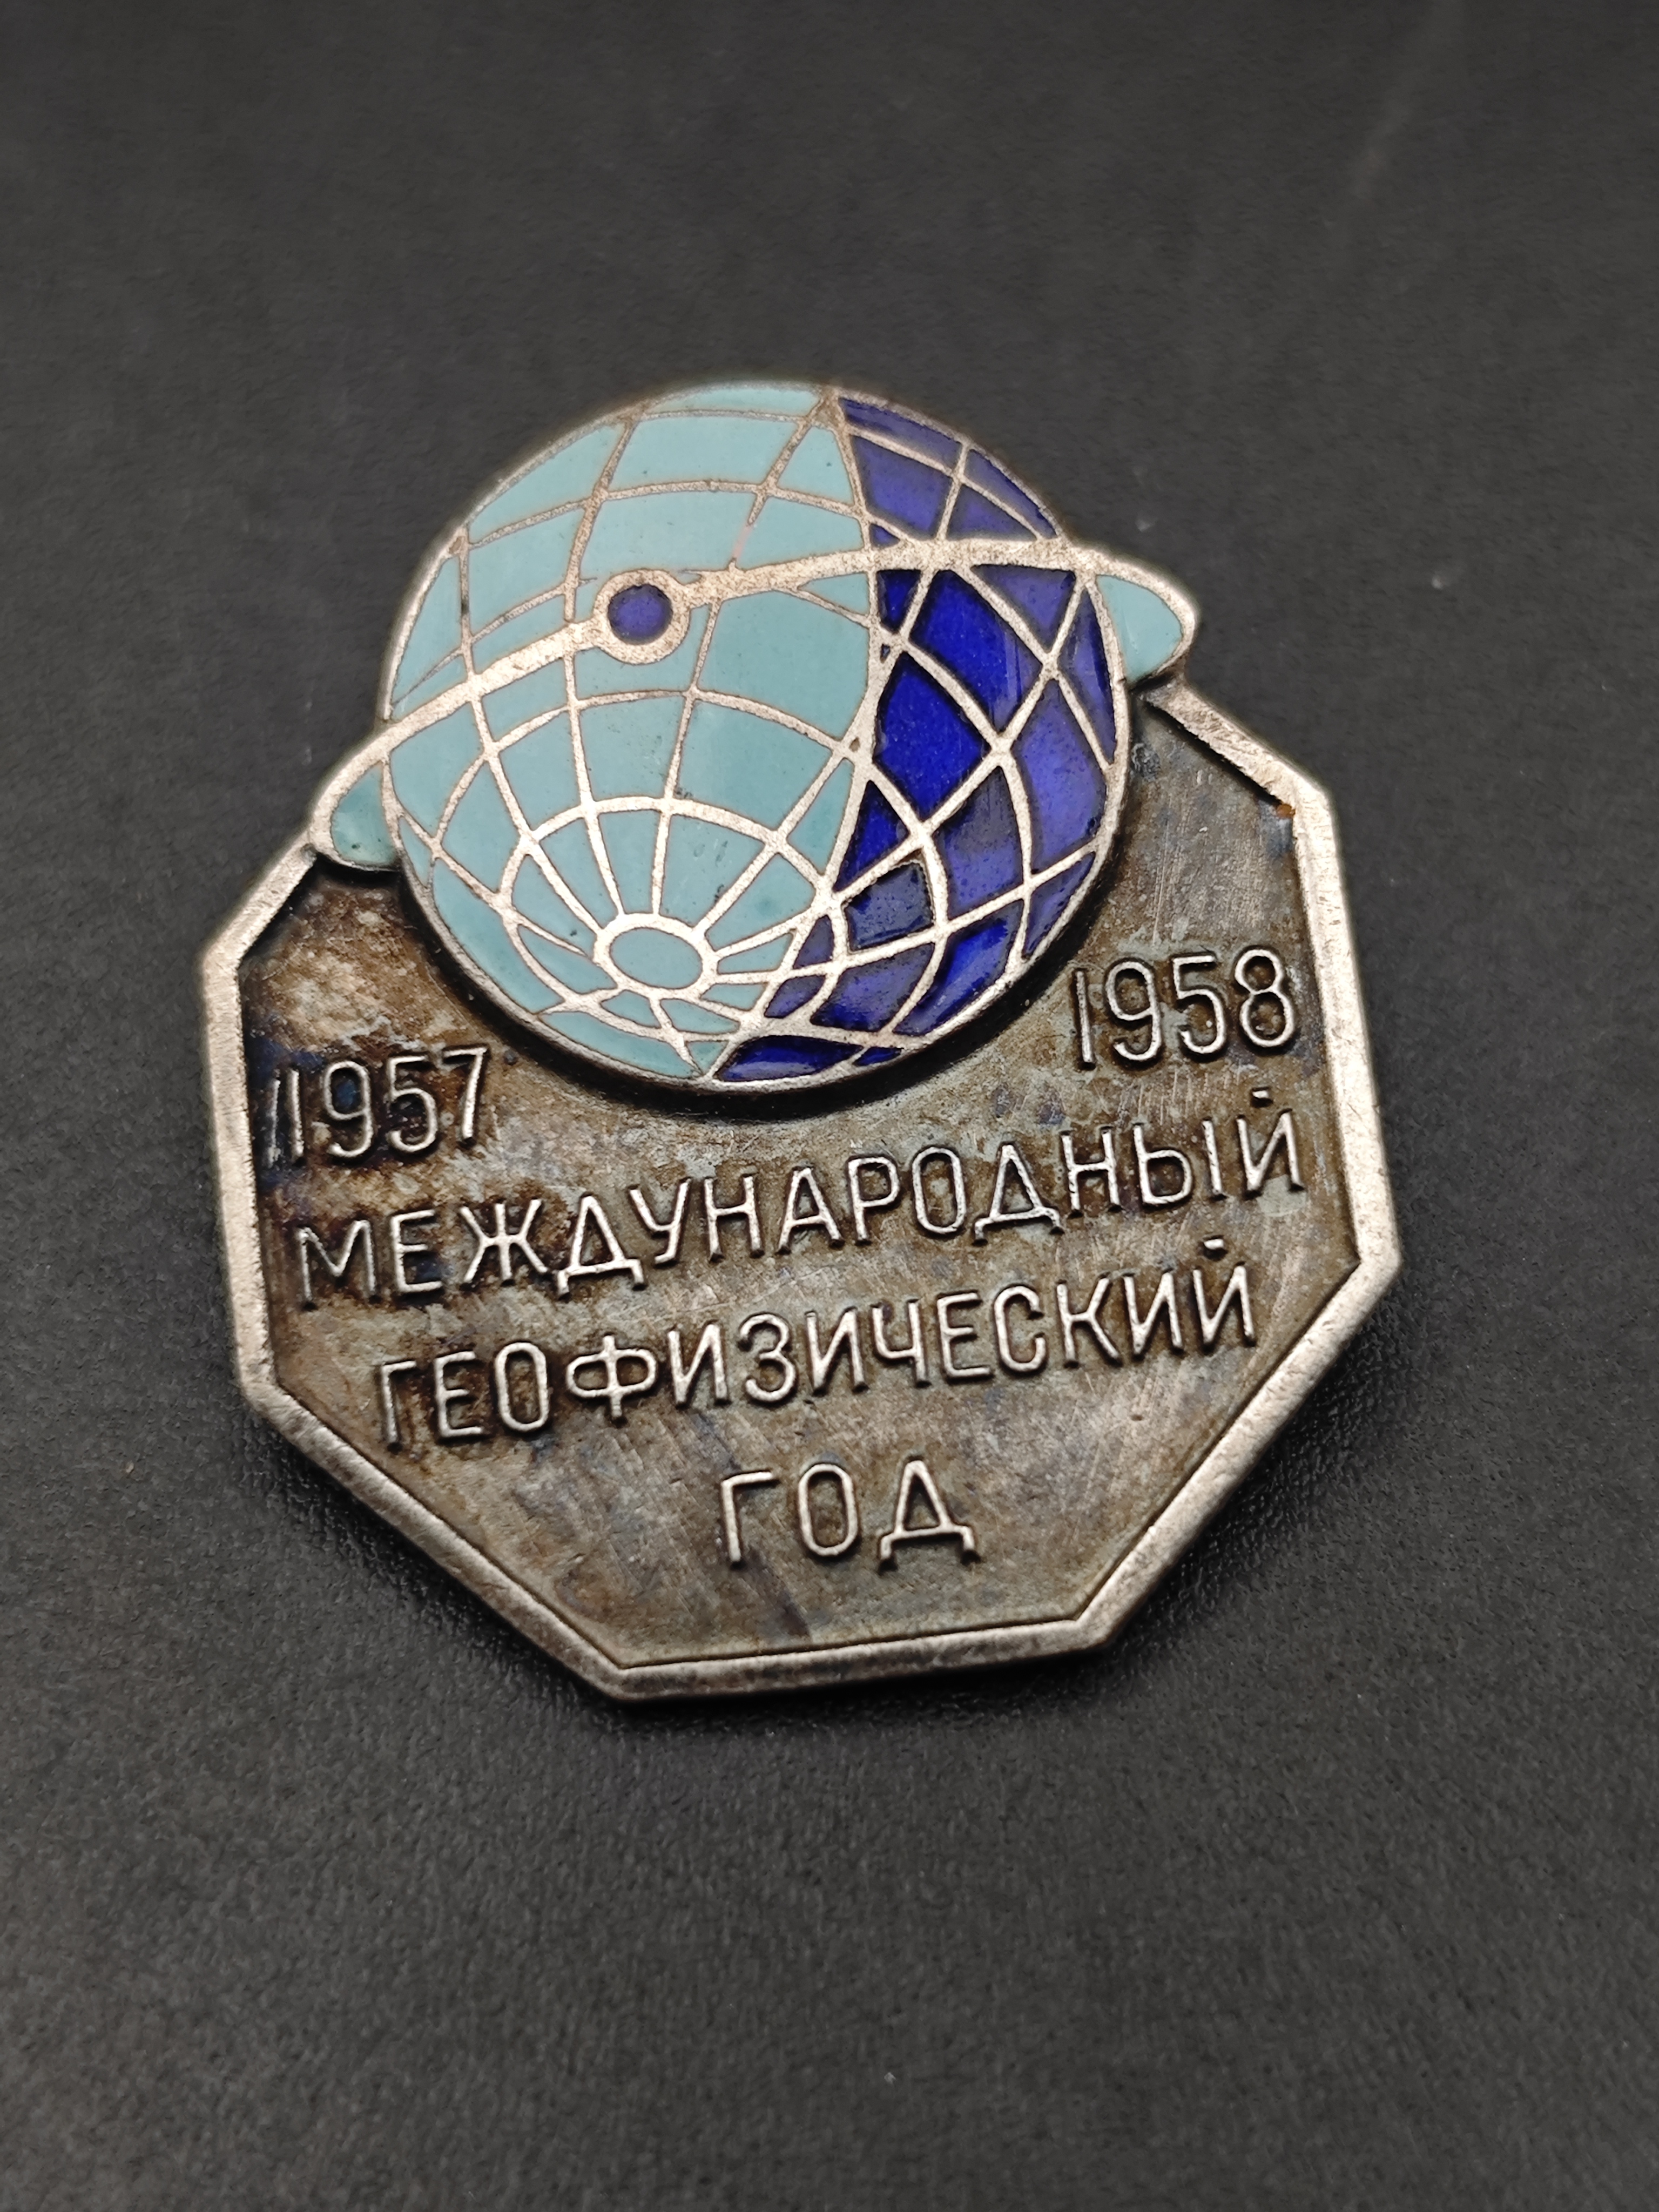 1957 1958
МЕЖДУНАРОДНЫЙ
ГЕОФИЗИЧЕСКИЙ
ГОД